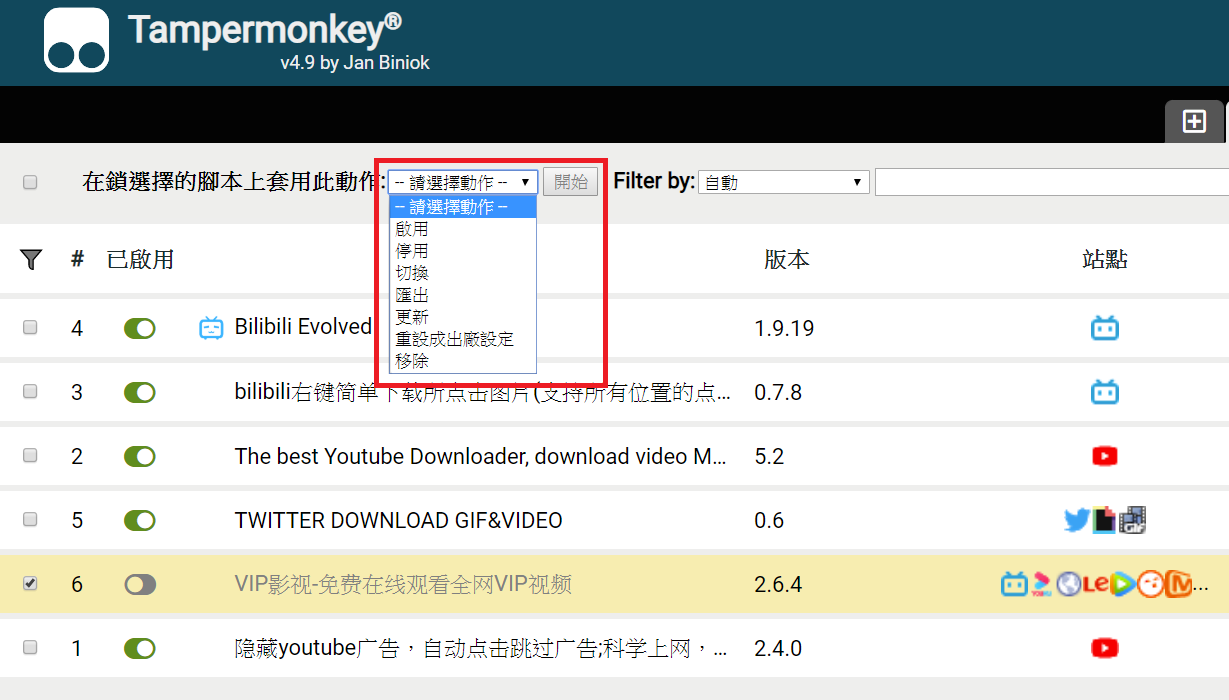 Tampermonkey®
v4.9 by Jan Biniok
在鎖選擇的腳本上套用此動作: -- 請選擇動作 -- 開始 Filter by: 自動
-- 請選擇動作 --
啟用
停用
切換
匯出
更新
重設成出廠設定
移除
# 已啟用 版本 站點
4 Bilibili Evolved 1.9.19
3 bilibili右键简单下载所点击图片(支持所有位置的点... 0.7.8
2 The best Youtube Downloader, download video M... 5.2
5 TWITTER DOWNLOAD GIF&VIDEO 0.6
6 VIP影视-免费在线观看全网VIP视频 2.6.4 Le ...
1 隐藏youtube广告，自动点击跳过广告;科学上网，... 2.4.0